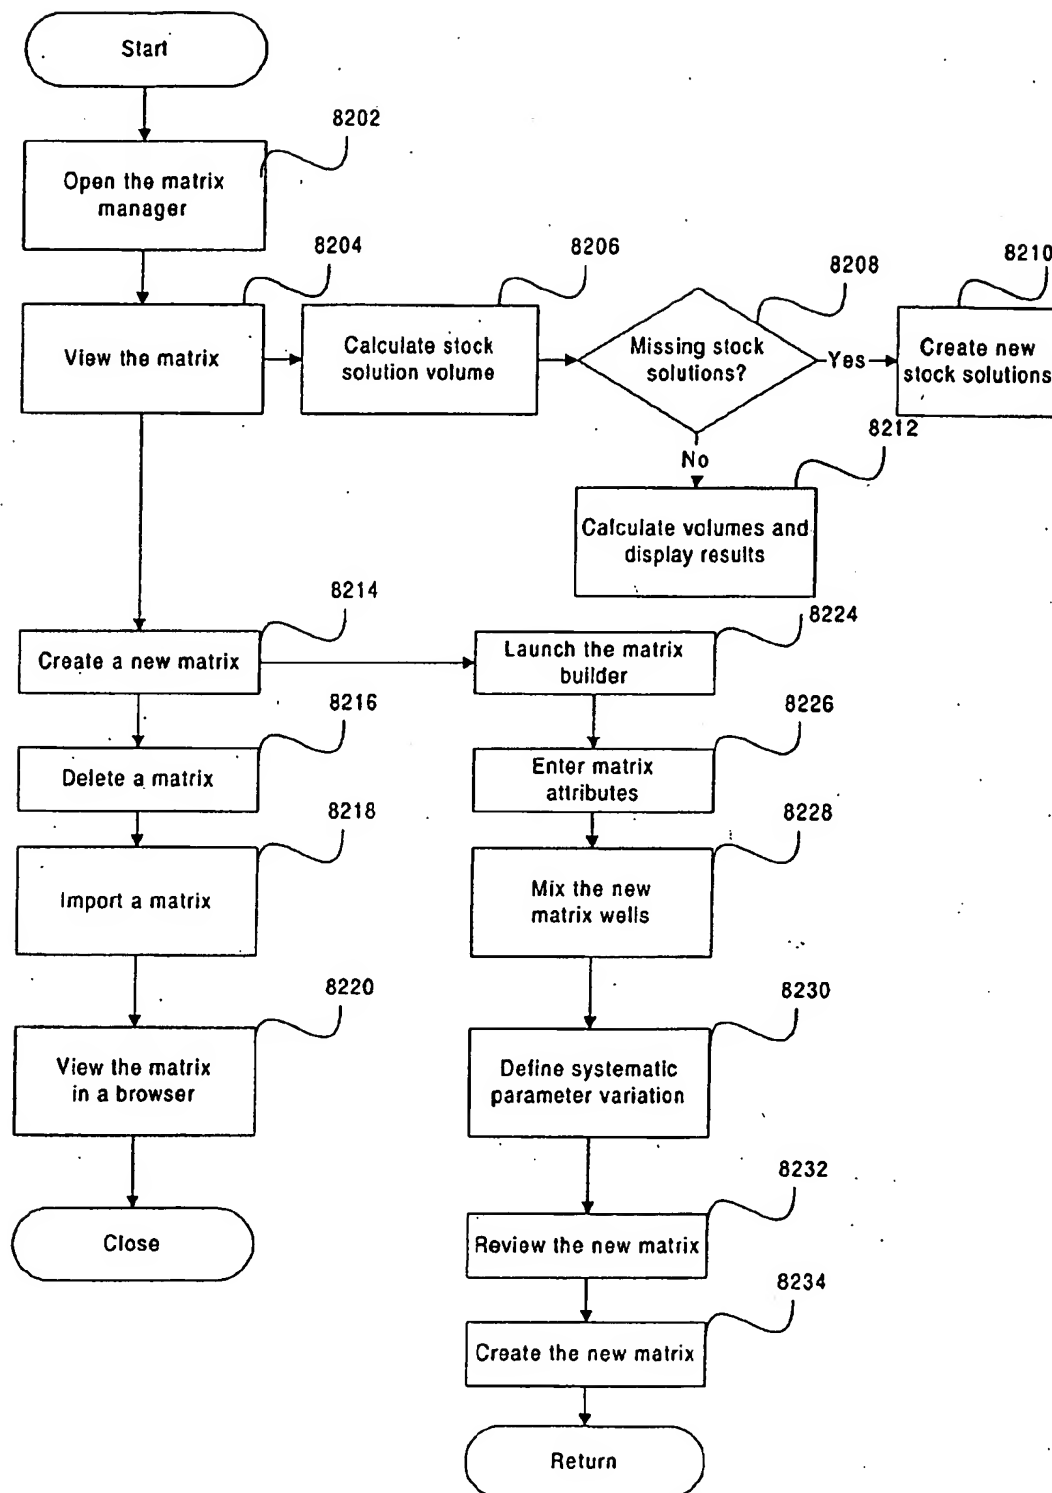 Start
8202
Open the matrix
manager
8204
8206
8208
8210
View the matrix
Calculate stock
solution volume
Missing stock
solutions?
Yes
Create new
stock solutions
No
8212
Calculate volumes and
display results
8214
8224
Create a new matrix
Launch the matrix
builder
8216
8226
Delete a matrix
Enter matrix
attributes
8218
8228
Import a matrix
Mix the new
matrix wells
8220
8230
View the matrix
in a browser
Define systematic
parameter variation
8232
Close
Review the new matrix
8234
Create the new matrix
Return